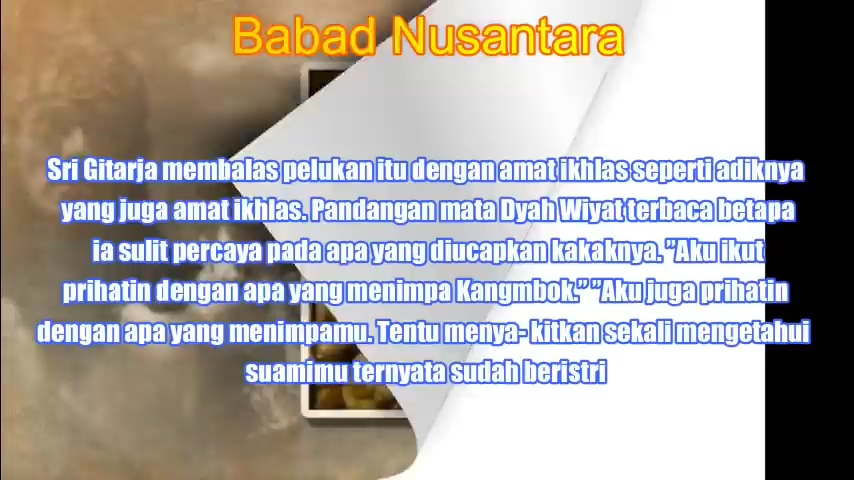 Babad Nusantara
Sri Gitarja membalas pelukan itu dengan amat ikhlas seperti adiknya
yang juga amat ikhlas. Pandangan mata Dyah Wiyat terbaca betapa
ia sulit percaya pada apa yang diucapkan kakaknya. ”Aku ikut
prihatin dengan apa yang menimpa Kangmbok.” ”Aku juga prihatin
dengan apa yang menimpamu. Tentu menya- kitkan sekali mengetahui
suamimu ternyata sudah beristri